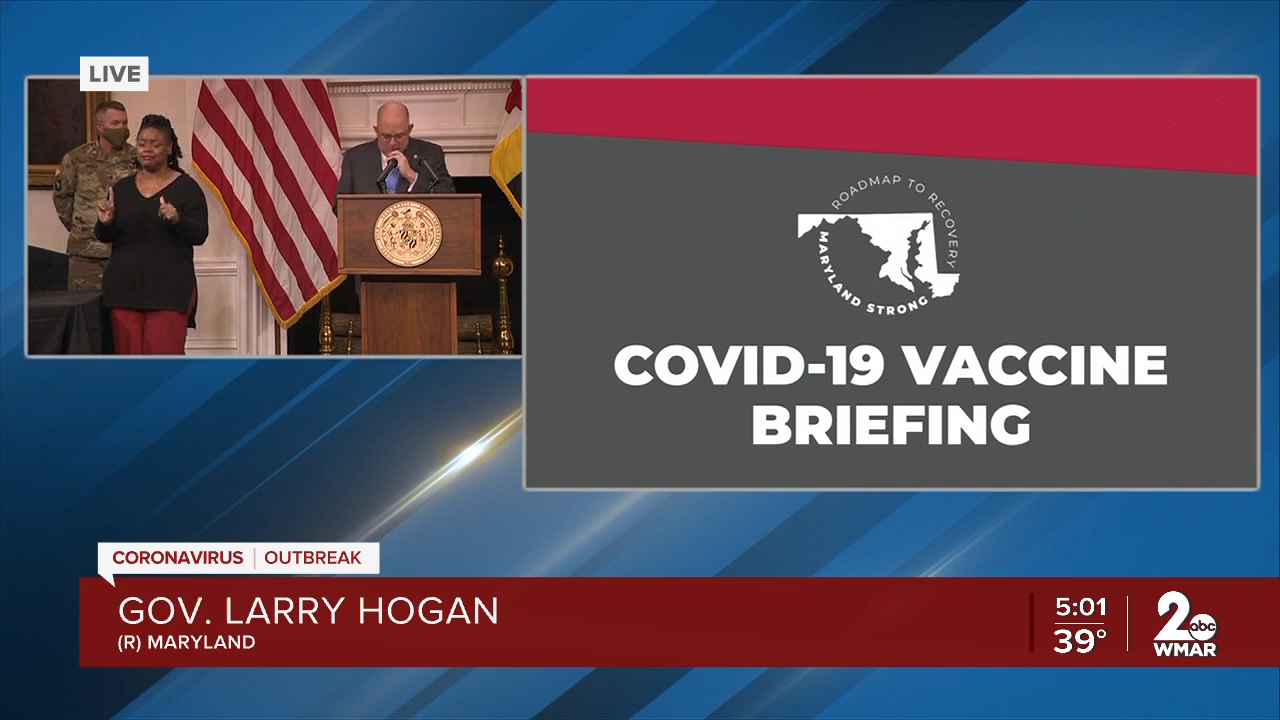 LIVE
ROADMAP TO RECOVERY
MARYLAND STRONG
COVID-19 VACCINE
BRIEFING
CORONAVIRUS | OUTBREAK
GOV. LARRY HOGAN
(R) MARYLAND
5:01
39°
2 abc
WMAR